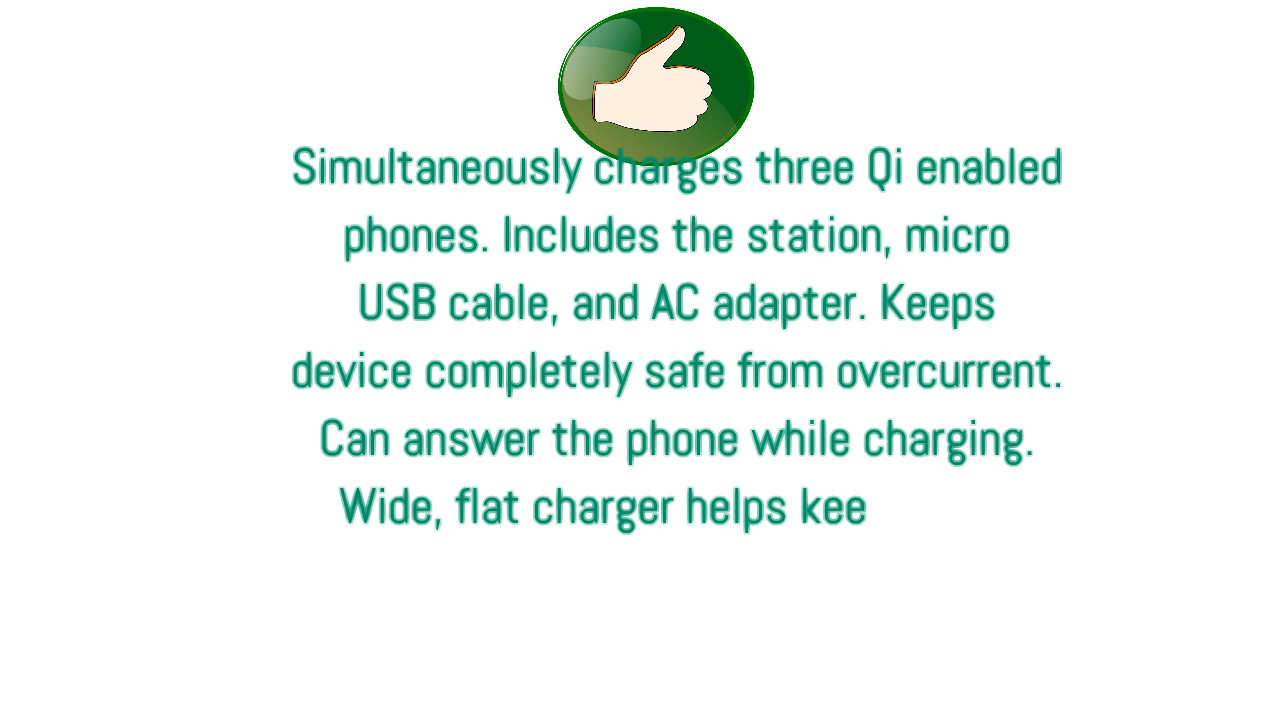 Simultaneously charges three Qi enabled
phones. Includes the station, micro
USB cable, and AC adapter. Keeps
device completely safe from overcurrent.
Can answer the phone while charging.
Wide, flat charger helps kee